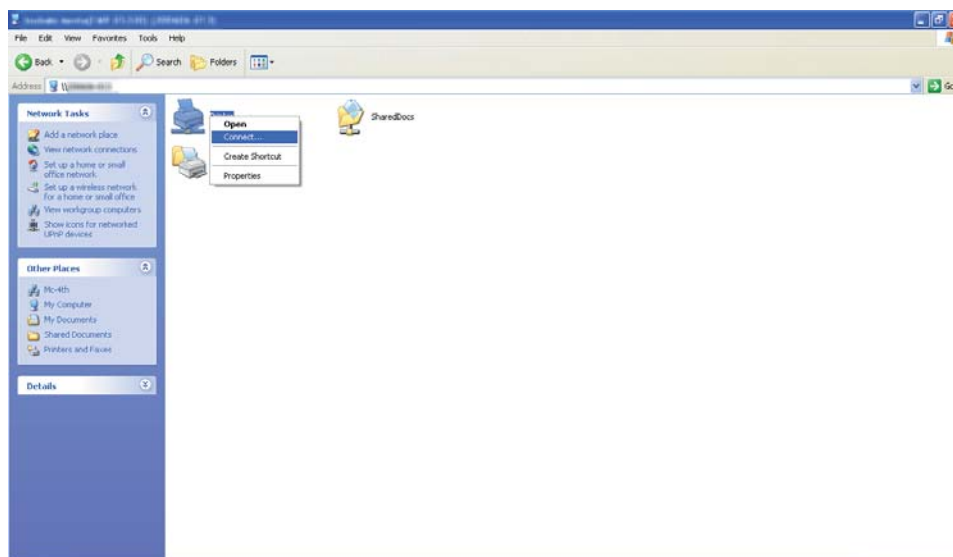 File Edit View Favorites Tools Help
Back Search Folders
Address \\
Network Tasks
Add a network place
View network connections
Set up a home or small
office network
Set up a wireless network
for a home or small office
View workgroup computers
Show icons for networked
UPnP devices
Other Places
Mc-4th
My Computer
My Documents
Shared Documents
Printers and Faxes
Details
Open
Connect...
Create Shortcut
Properties
SharedDocs